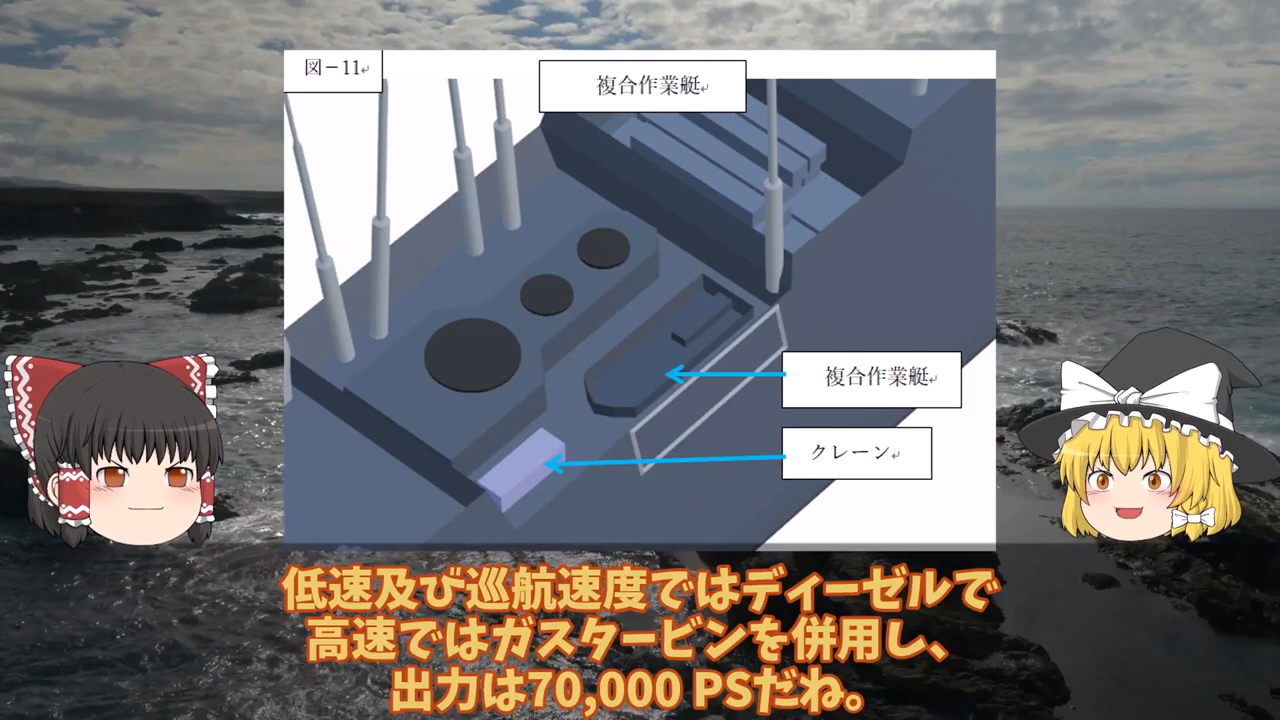 図－11
複合作業艇
複合作業艇
クレーン
低速及び巡航速度ではディーゼルで
高速ではガスタービンを併用し、
出力は70,000 PSだね。